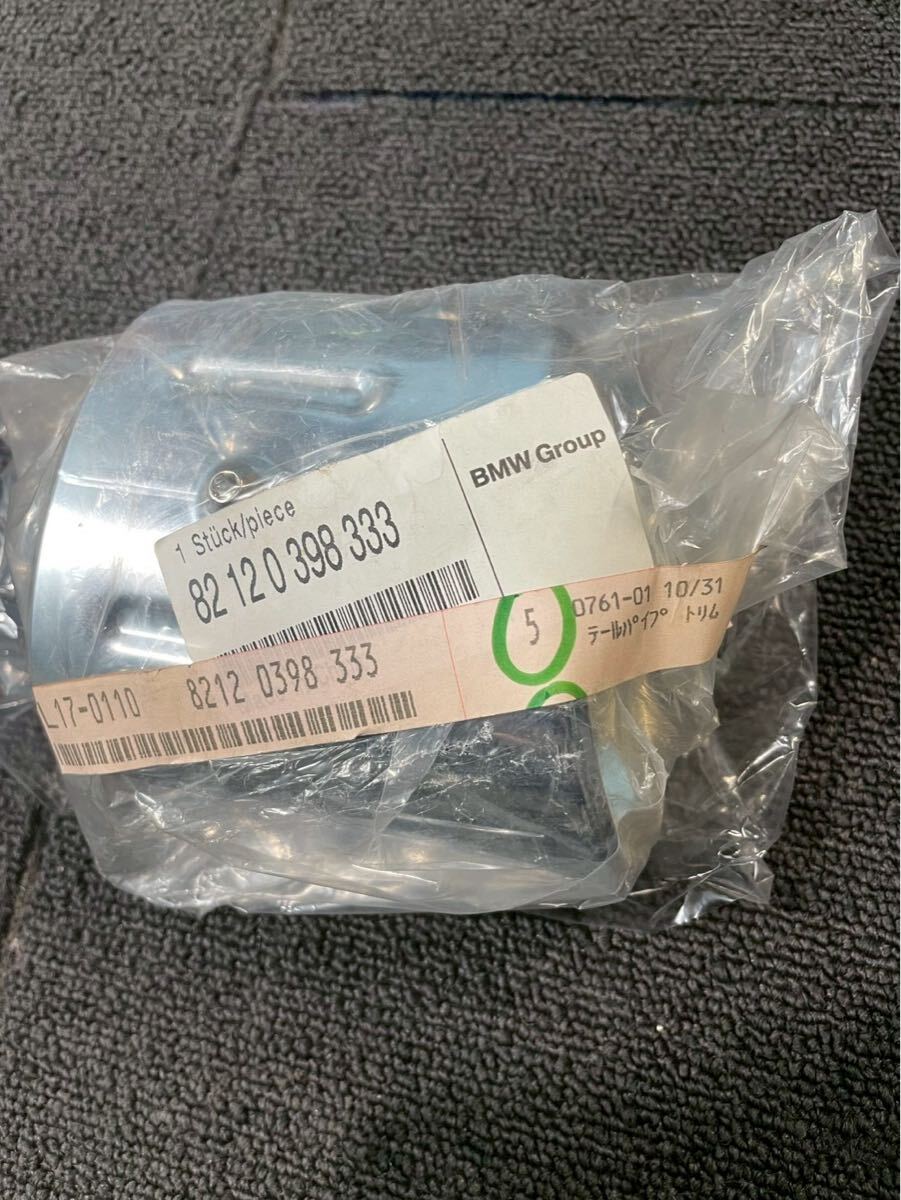 BMW Group
1 Stück/piece
82 12 0 398 333
5
0761-01 10/31
テールパイプ トリム
L17-0110 8212 0398 333